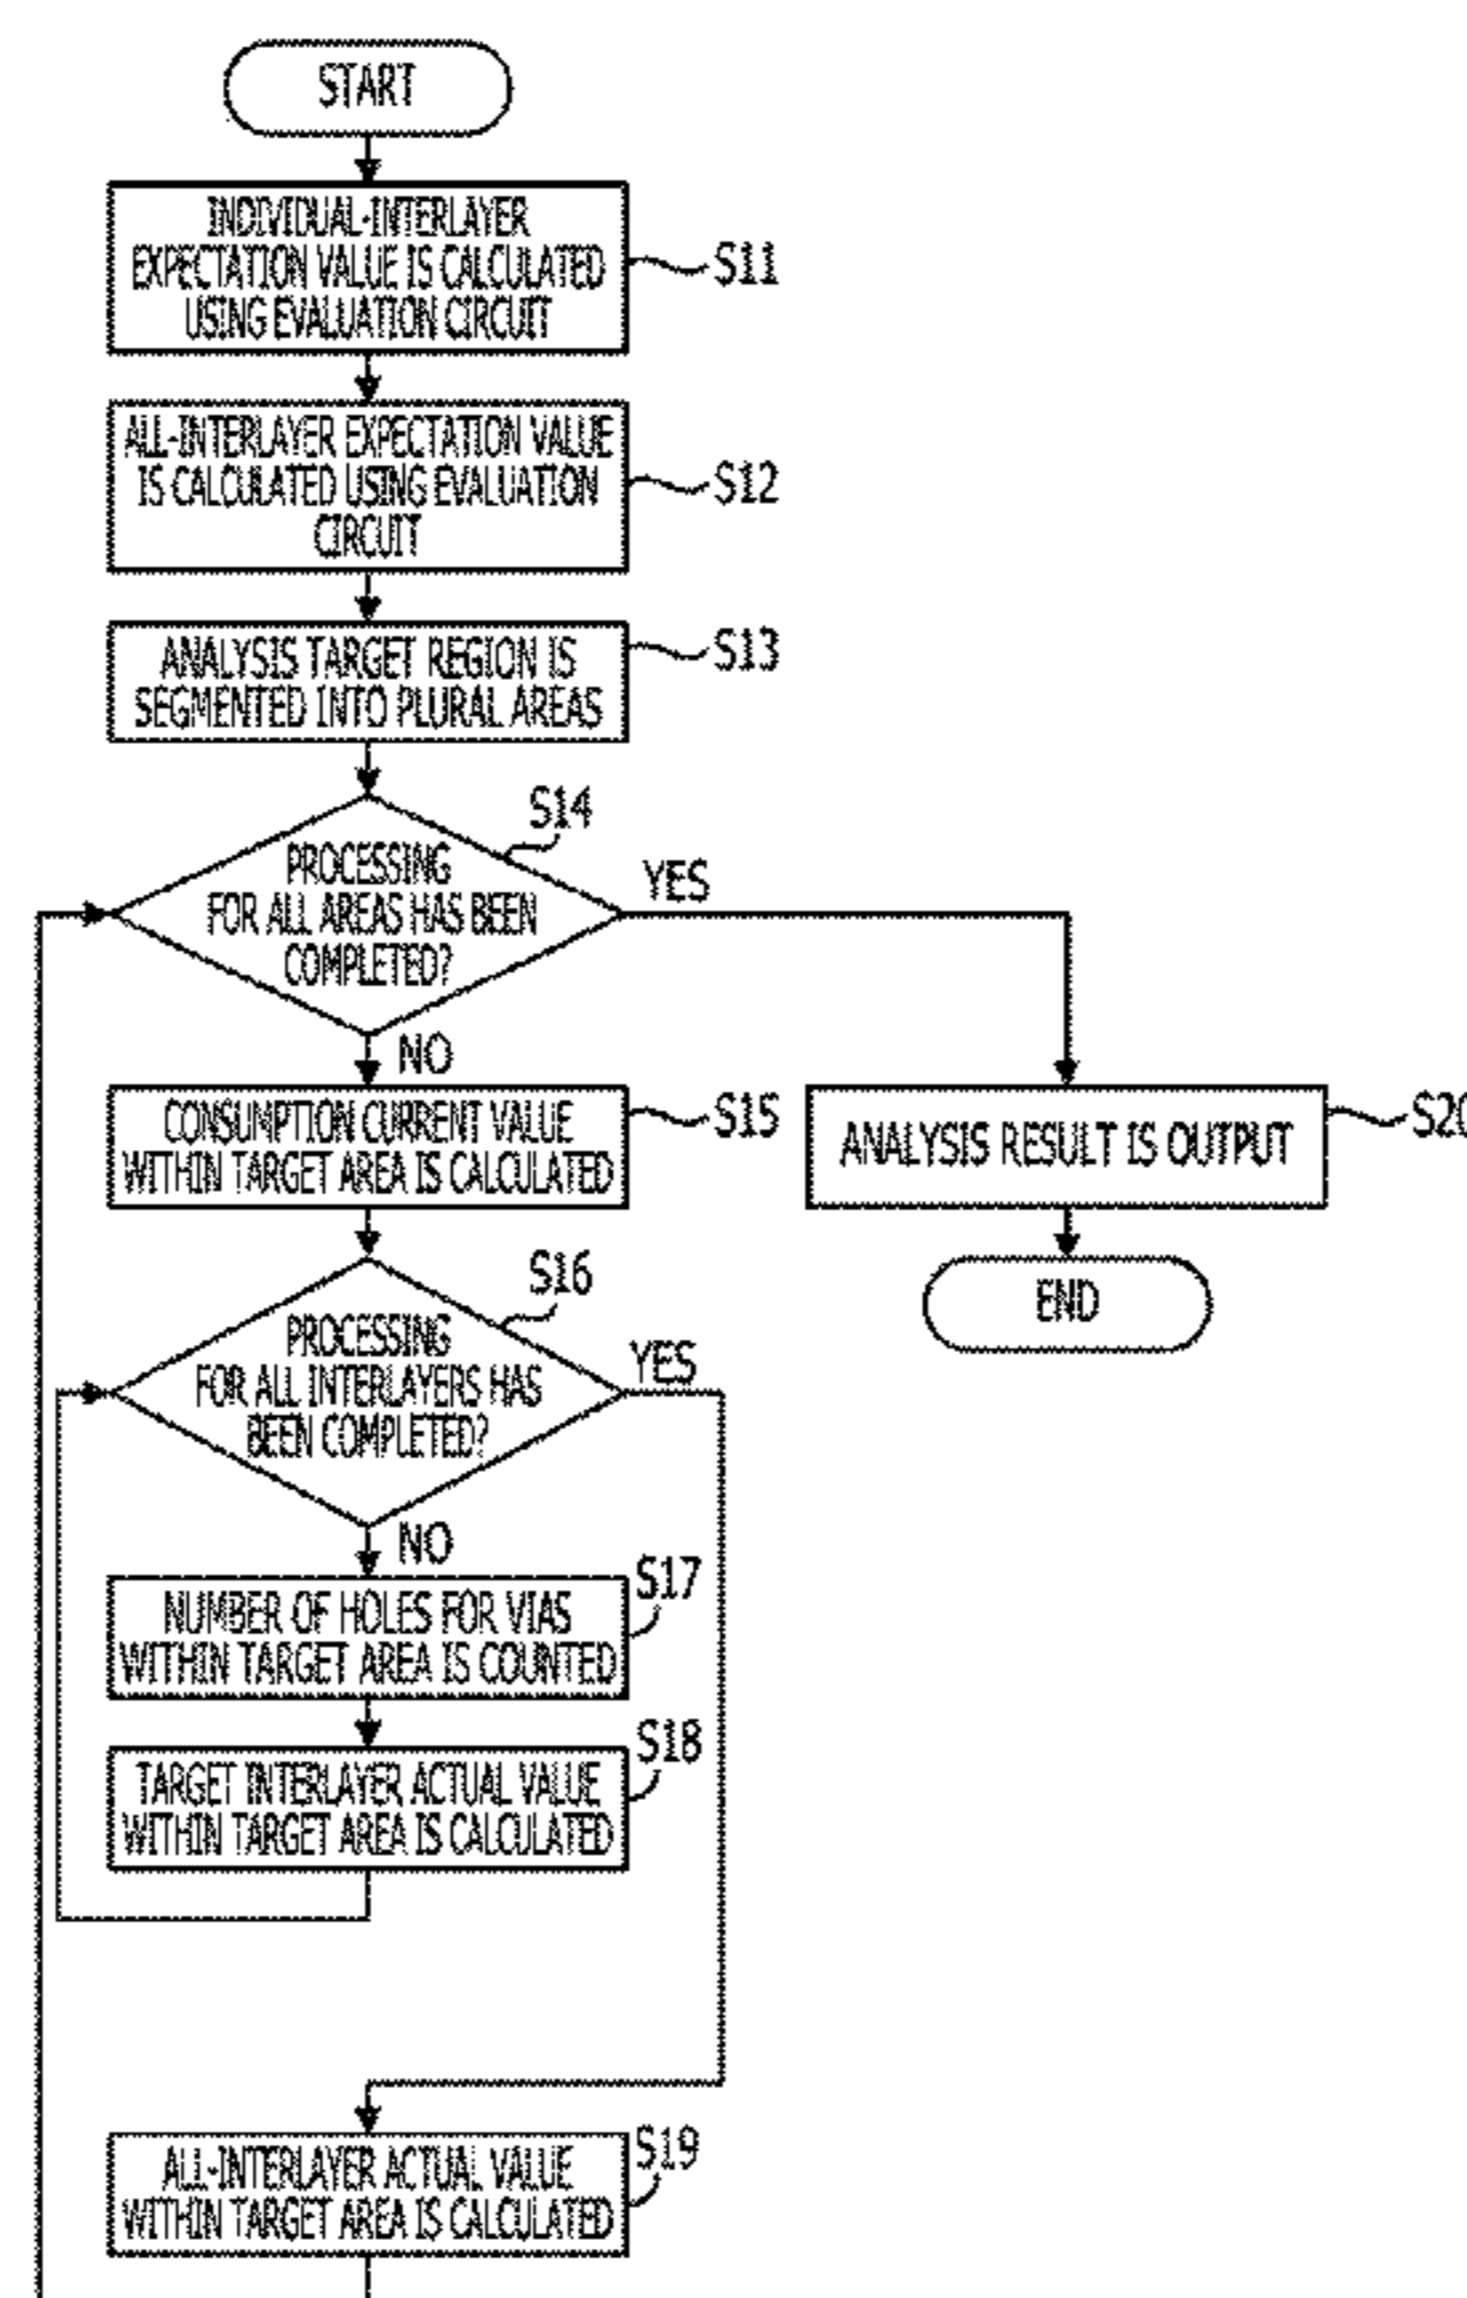 START
INDIVIDUAL-INTERLAYER
EXPECTATION VALUE IS CALCULATED
USING EVALUATION CIRCUIT
S11
ALL-INTERLAYER EXPECTATION VALUE
IS CALCULATED USING EVALUATION
CIRCUIT
S12
ANALYSIS TARGET REGION IS
SEGMENTED INTO PLURAL AREAS
S13
S14
PROCESSING
FOR ALL AREAS HAS BEEN
COMPLETED?
YES
NO
CONSUMPTION CURRENT VALUE
WITHIN TARGET AREA IS CALCULATED
S15
ANALYSIS RESULT IS OUTPUT
S20
END
S16
PROCESSING
FOR ALL INTERLAYERS HAS
BEEN COMPLETED?
YES
NO
S17
NUMBER OF HOLES FOR VIAS
WITHIN TARGET AREA IS COUNTED
S18
TARGET INTERLAYER ACTUAL VALUE
WITHIN TARGET AREA IS CALCULATED
S19
ALL-INTERLAYER ACTUAL VALUE
WITHIN TARGET AREA IS CALCULATED